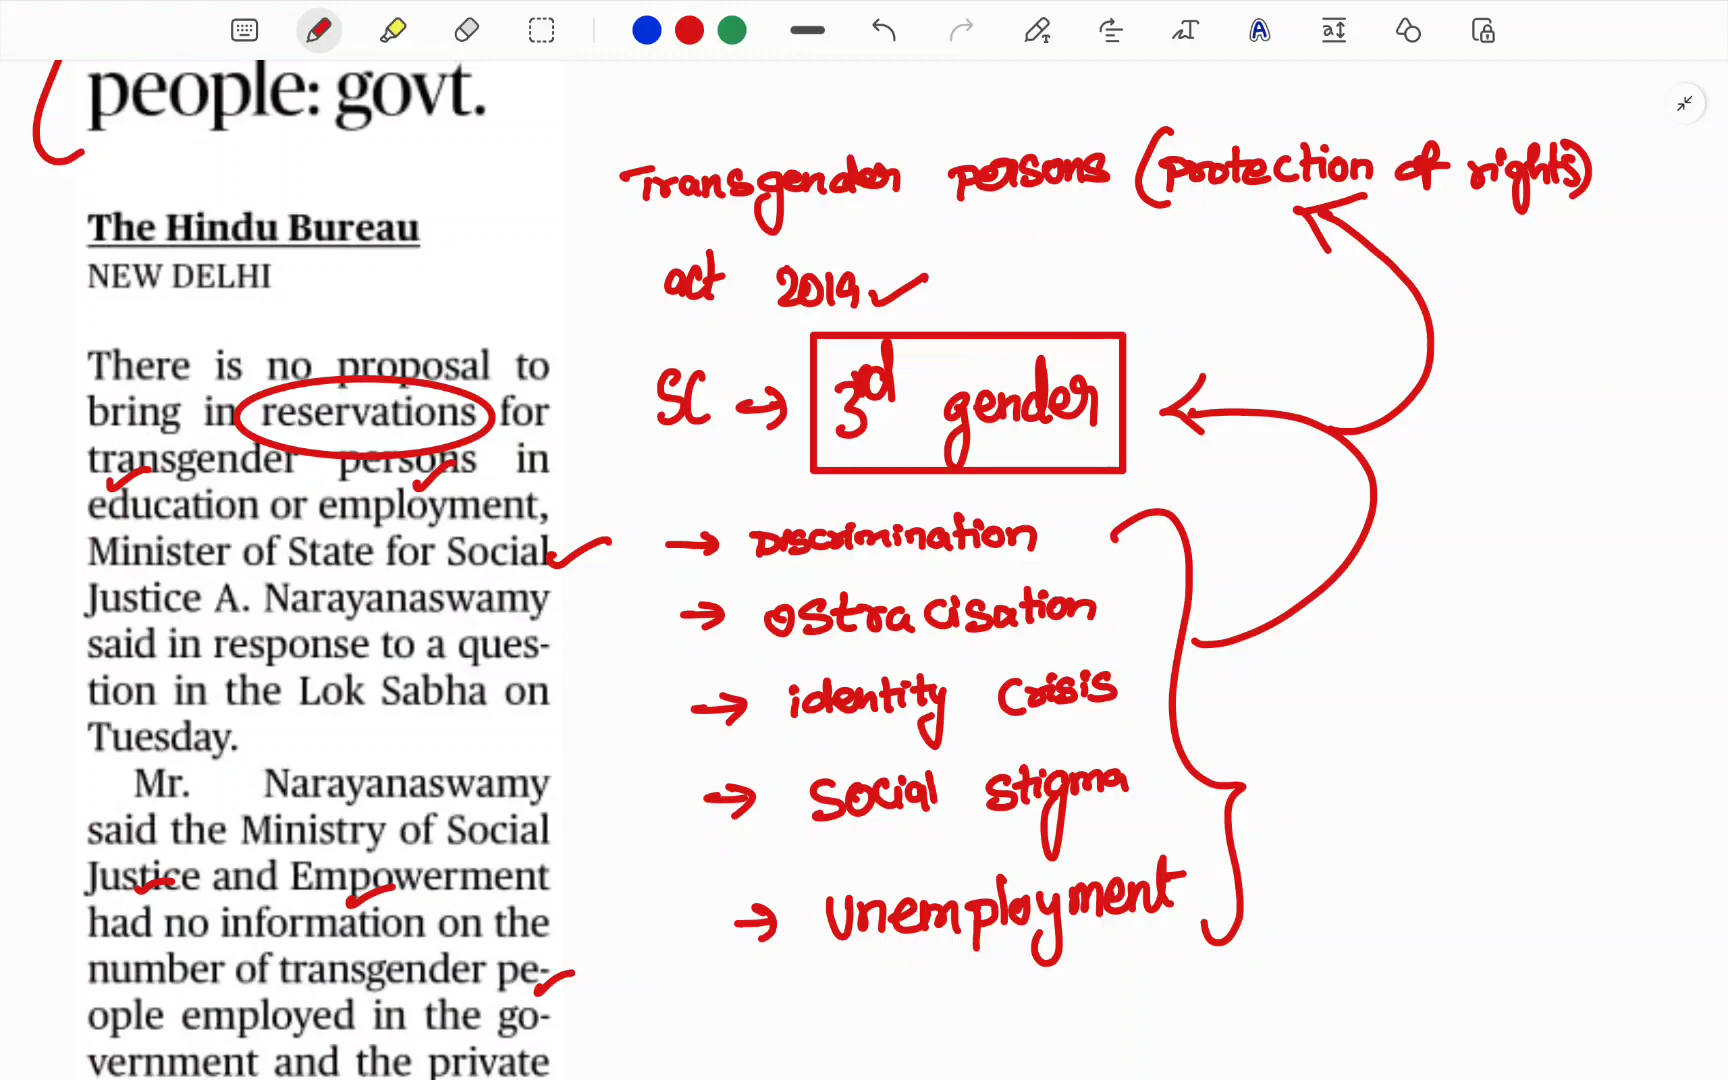 people: govt.
The Hindu Bureau
NEW DELHI
There is no proposal to
bring in reservations for
transgender persons in
education or employment,
Minister of State for Social
Justice A. Narayanaswamy
said in response to a ques-
tion in the Lok Sabha on
Tuesday.
Mr. Narayanaswamy
said the Ministry of Social
Justice and Empowerment
had no information on the
number of transgender pe-
ople employed in the go-
vernment and the private
Transgender persons (protection of rights)
act 2019
SC → 3rd gender
→ Discrimination
→ ostracisation
→ identity crisis
→ Social stigma
→ Unemployment